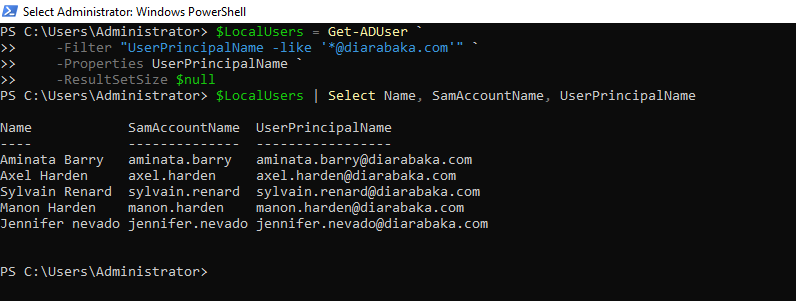 Select Administrator: Windows PowerShell
PS C:\Users\Administrator> $LocalUsers = Get-ADUser `
>>     -Filter "UserPrincipalName -like '*@diarabaka.com'" `
>>     -Properties UserPrincipalName `
>>     -ResultSetSize $null
PS C:\Users\Administrator> $LocalUsers | Select Name, SamAccountName, UserPrincipalName
Name            SamAccountName  UserPrincipalName
----            --------------  -----------------
Aminata Barry   aminata.barry   aminata.barry@diarabaka.com
Axel Harden     axel.harden     axel.harden@diarabaka.com
Sylvain Renard  sylvain.renard  sylvain.renard@diarabaka.com
Manon Harden    manon.harden    manon.harden@diarabaka.com
Jennifer nevado jennifer.nevado jennifer.nevado@diarabaka.com
PS C:\Users\Administrator>